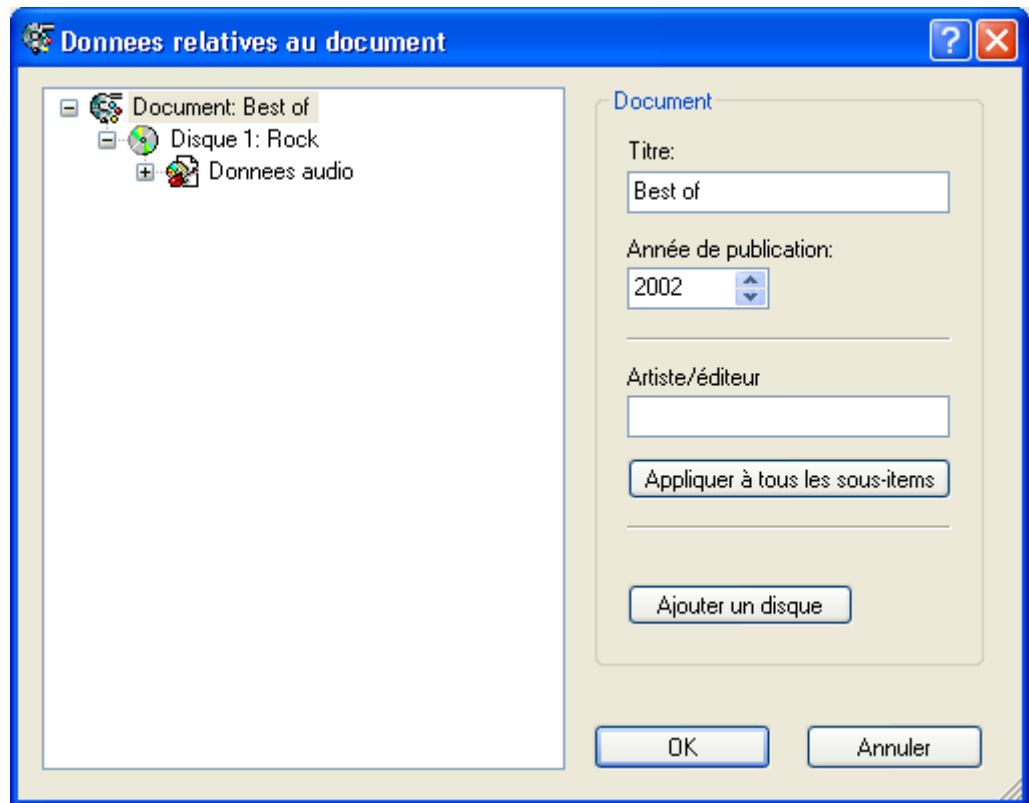 Donnees relatives au document
Document: Best of
Disque 1: Rock
Donnees audio
Document
Titre:
Best of
Année de publication:
2002
Artiste/éditeur
Appliquer à tous les sous-items
Ajouter un disque
OK
Annuler